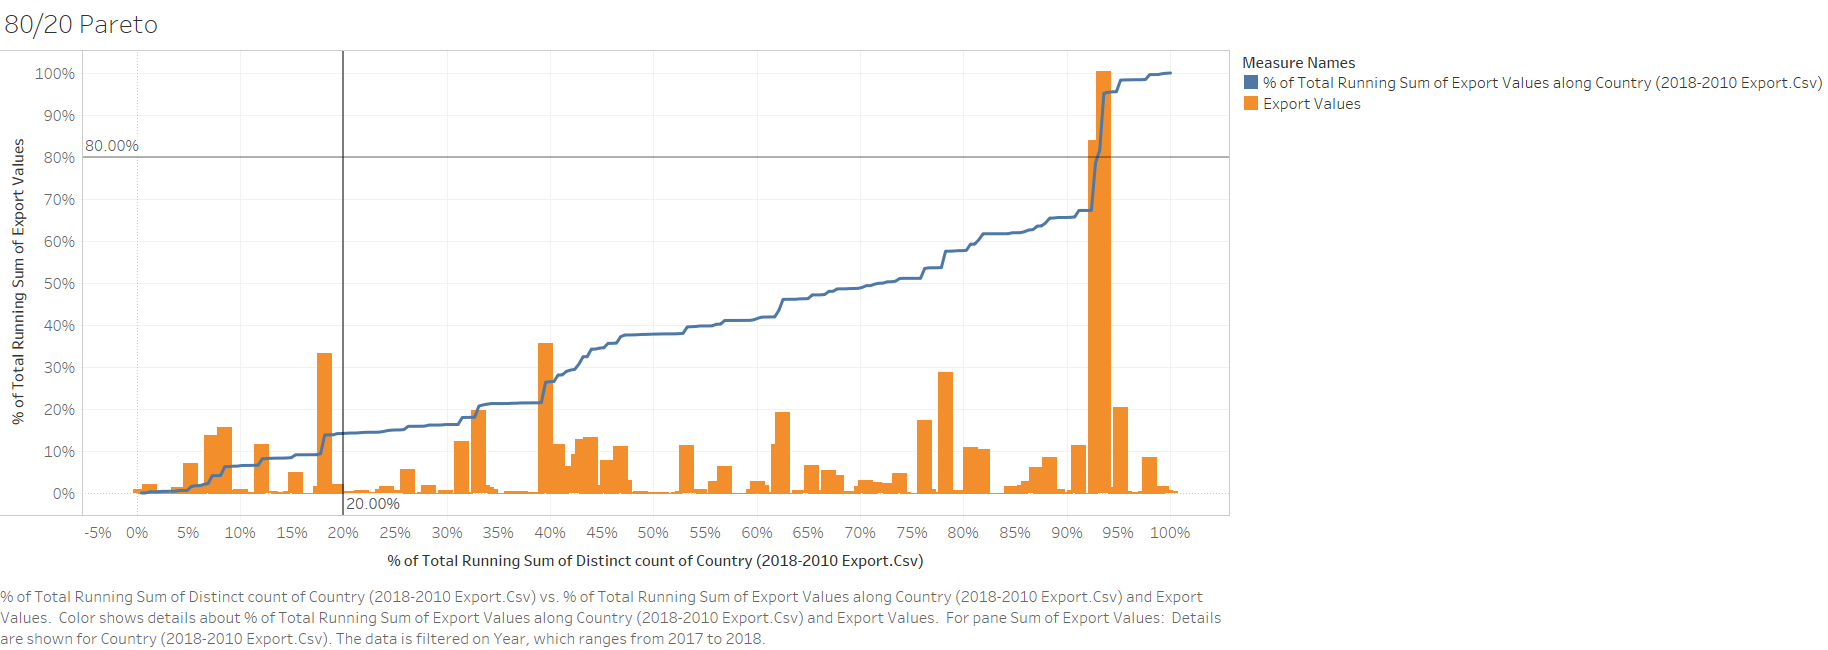 80/20 Pareto
Measure Names
% of Total Running Sum of Export Values along Country (2018-2010 Export.Csv)
Export Values
% of Total Running Sum of Export Values
100%
90%
80.00%
80%
70%
60%
50%
40%
30%
20%
10%
0%
20.00%
-5% 0% 5% 10% 15% 20% 25% 30% 35% 40% 45% 50% 55% 60% 65% 70% 75% 80% 85% 90% 95% 100%
% of Total Running Sum of Distinct count of Country (2018-2010 Export.Csv)
% of Total Running Sum of Distinct count of Country (2018-2010 Export.Csv) vs. % of Total Running Sum of Export Values along Country (2018-2010 Export.Csv) and Export
Values.  Color shows details about % of Total Running Sum of Export Values along Country (2018-2010 Export.Csv) and Export Values.  For pane Sum of Export Values:  Details
are shown for Country (2018-2010 Export.Csv). The data is filtered on Year, which ranges from 2017 to 2018.